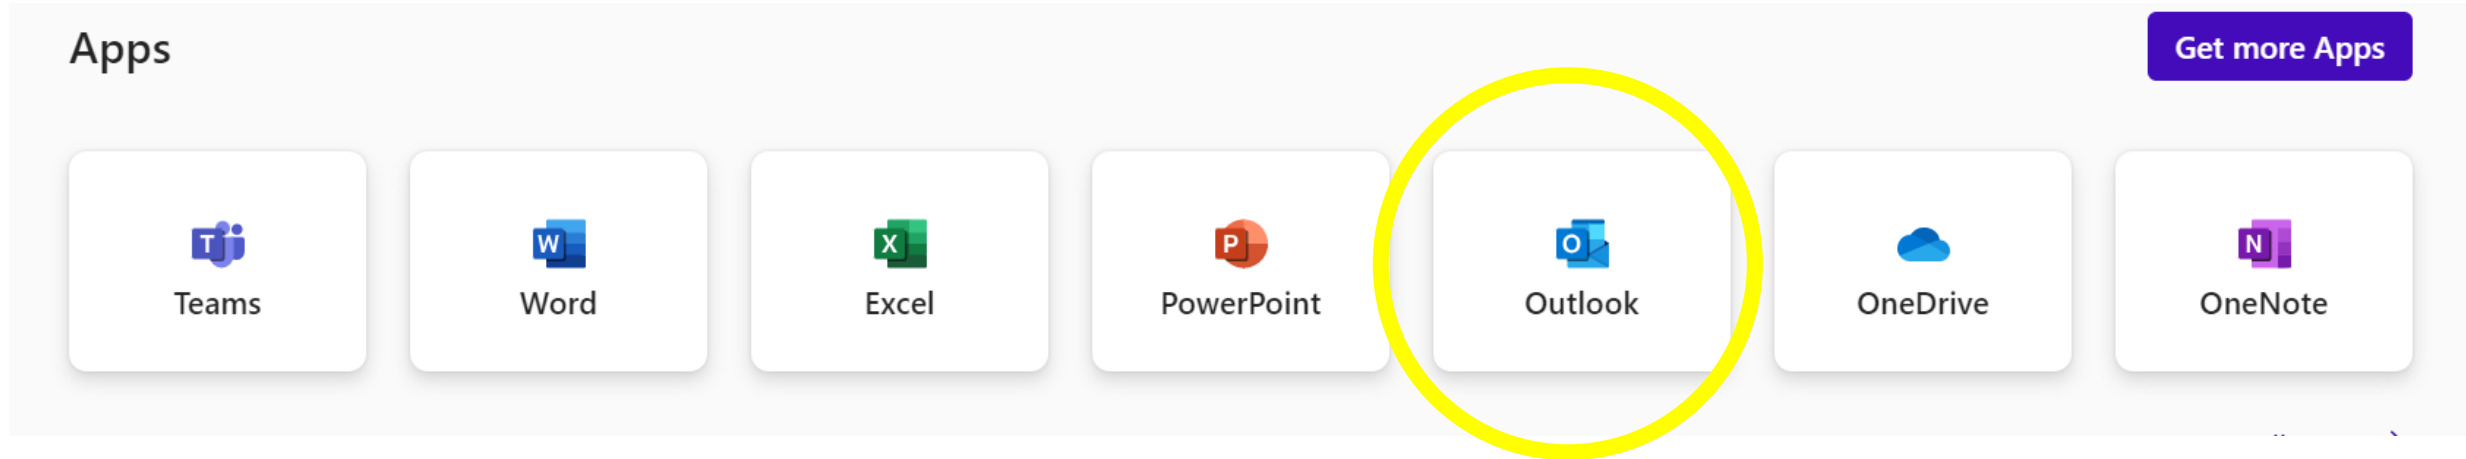 Apps
Get more Apps
Teams
Word
Excel
PowerPoint
Outlook
OneDrive
OneNote